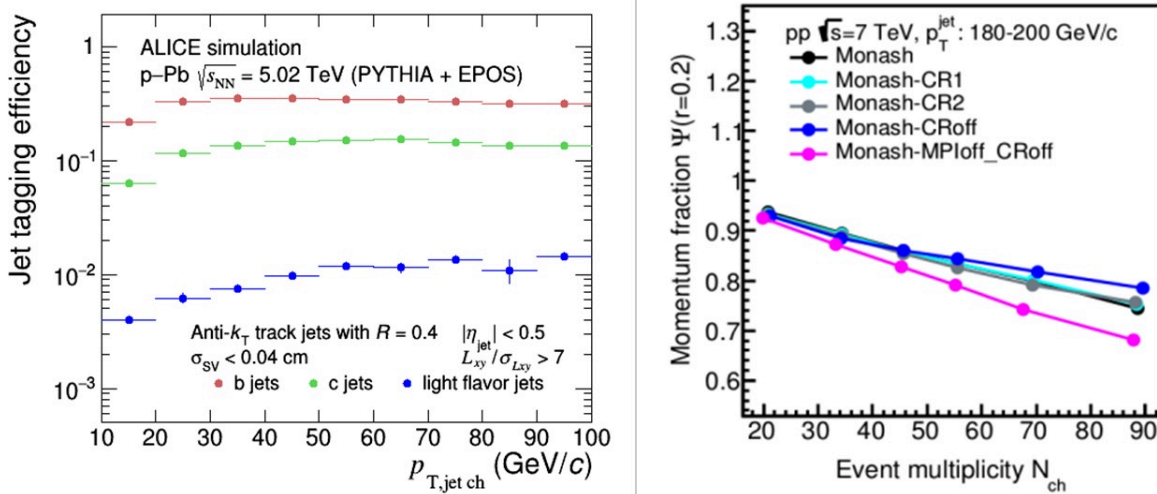 ALICE simulation
p–Pb √s_NN = 5.02 TeV (PYTHIA + EPOS)
Jet tagging efficiency
1
10⁻¹
10⁻²
10⁻³
Anti-k_T track jets with R = 0.4 |η_jet| < 0.5
σ_SV < 0.04 cm L_xy/σ_Lxy > 7
b jets c jets light flavor jets
10 20 30 40 50 60 70 80 90 100
p_T,jet ch (GeV/c)
pp √s=7 TeV, p_T^jet: 180-200 GeV/c
Monash
Monash-CR1
Monash-CR2
Monash-CRoff
Monash-MPIoff_CRoff
Momentum fraction Ψ(r=0.2)
1.3
1.2
1.1
1
0.9
0.8
0.7
0.6
20 30 40 50 60 70 80 90
Event multiplicity N_ch